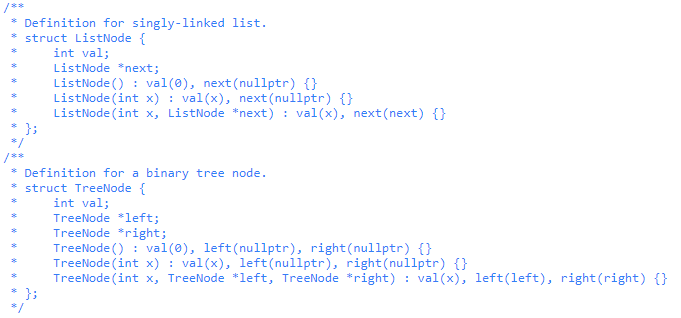 /**
 * Definition for singly-linked list.
 * struct ListNode {
 *     int val;
 *     ListNode *next;
 *     ListNode() : val(0), next(nullptr) {}
 *     ListNode(int x) : val(x), next(nullptr) {}
 *     ListNode(int x, ListNode *next) : val(x), next(next) {}
 * };
 */
/**
 * Definition for a binary tree node.
 * struct TreeNode {
 *     int val;
 *     TreeNode *left;
 *     TreeNode *right;
 *     TreeNode() : val(0), left(nullptr), right(nullptr) {}
 *     TreeNode(int x) : val(x), left(nullptr), right(nullptr) {}
 *     TreeNode(int x, TreeNode *left, TreeNode *right) : val(x), left(left), right(right) {}
 * };
 */